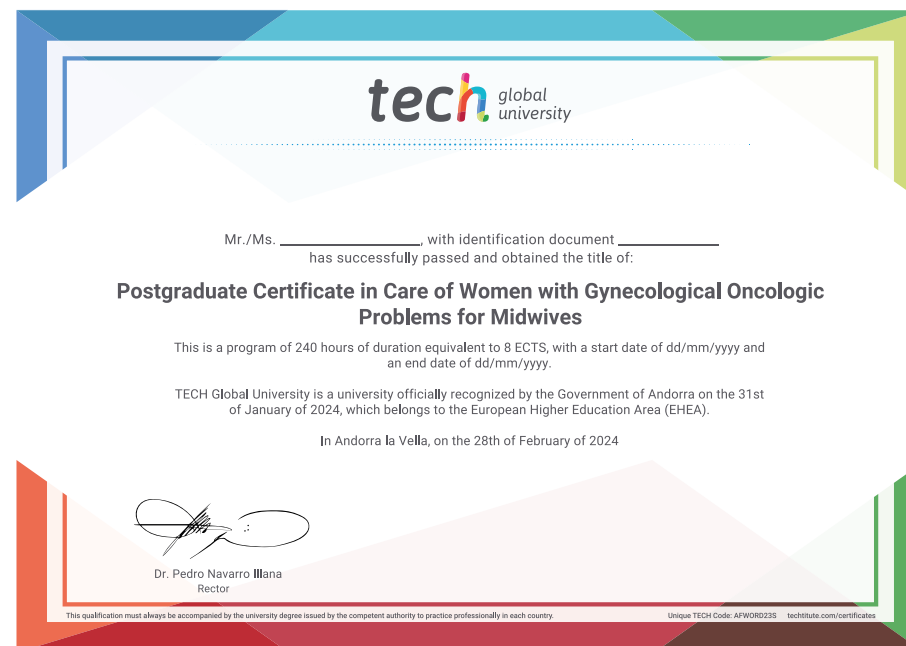 tech global university
Mr./Ms. ____________________, with identification document ______________
has successfully passed and obtained the title of:
Postgraduate Certificate in Care of Women with Gynecological Oncologic
Problems for Midwives
This is a program of 240 hours of duration equivalent to 8 ECTS, with a start date of dd/mm/yyyy and
an end date of dd/mm/yyyy.
TECH Global University is a university officially recognized by the Government of Andorra on the 31st
of January of 2024, which belongs to the European Higher Education Area (EHEA).
In Andorra la Vella, on the 28th of February of 2024
Dr. Pedro Navarro Illana
Rector
This qualification must always be accompanied by the university degree issued by the competent authority to practice professionally in each country.
Unique TECH Code: AFWORD23S techtitute.com/certificates